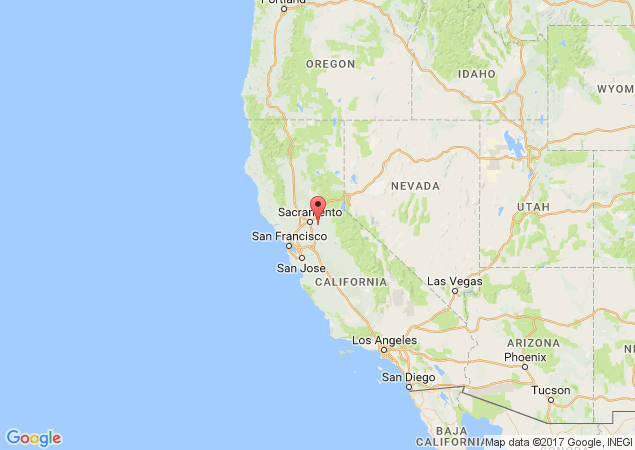 Portland
OREGON
IDAHO
WYOM
NEVADA
UTAH
Sacramento
San Francisco
San Jose
CALIFORNIA
Las Vegas
Los Angeles
ARIZONA
Phoenix
San Diego
Tucson
BAJA
CALIFORNIA
SONORA
Google
Map data ©2017 Google, INEGI